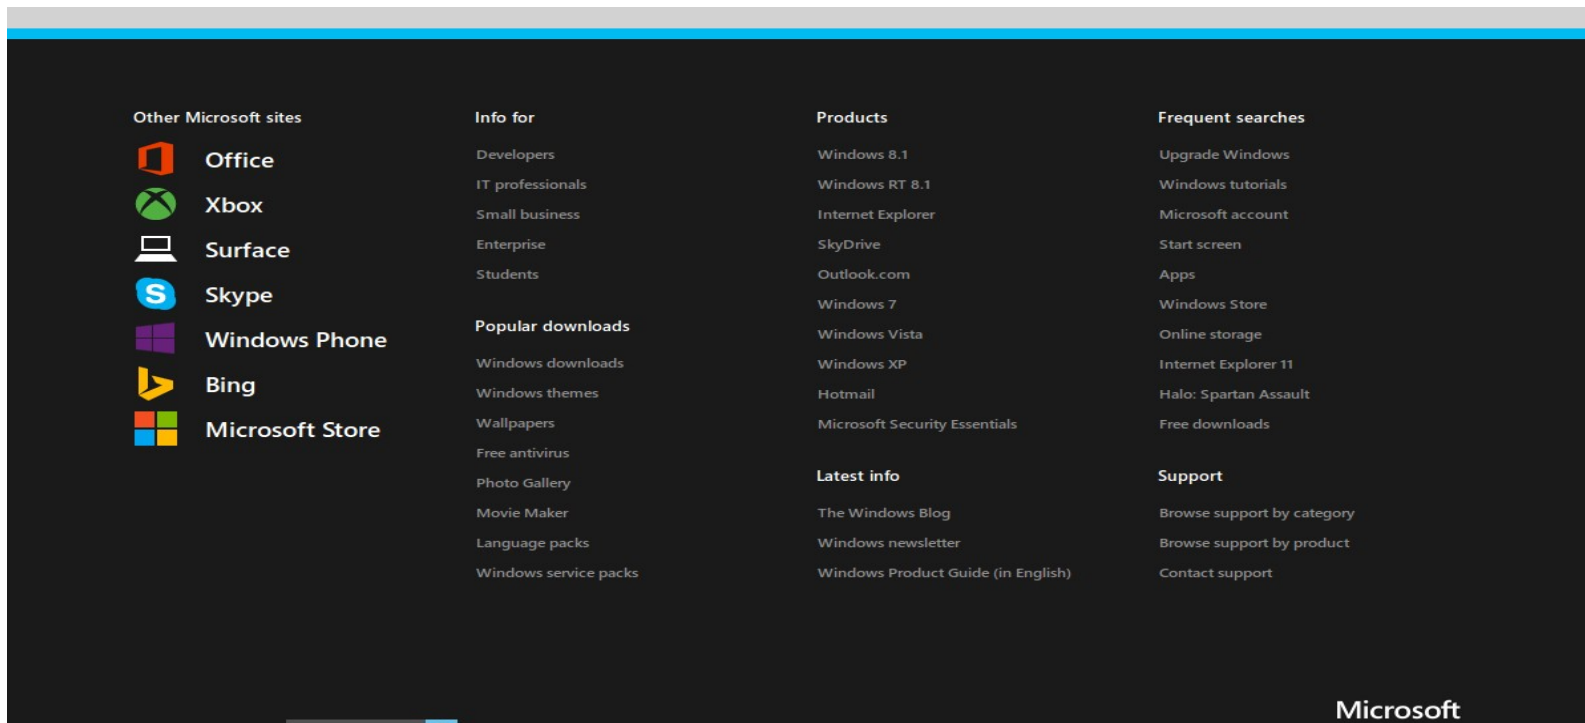 Other Microsoft sites
Office
Xbox
Surface
Skype
Windows Phone
Bing
Microsoft Store
Info for
Developers
IT professionals
Small business
Enterprise
Students
Popular downloads
Windows downloads
Windows themes
Wallpapers
Free antivirus
Photo Gallery
Movie Maker
Language packs
Windows service packs
Products
Windows 8.1
Windows RT 8.1
Internet Explorer
SkyDrive
Outlook.com
Windows 7
Windows Vista
Windows XP
Hotmail
Microsoft Security Essentials
Latest info
The Windows Blog
Windows newsletter
Windows Product Guide (in English)
Frequent searches
Upgrade Windows
Windows tutorials
Microsoft account
Start screen
Apps
Windows Store
Online storage
Internet Explorer 11
Halo: Spartan Assault
Free downloads
Support
Browse support by category
Browse support by product
Contact support
Microsoft